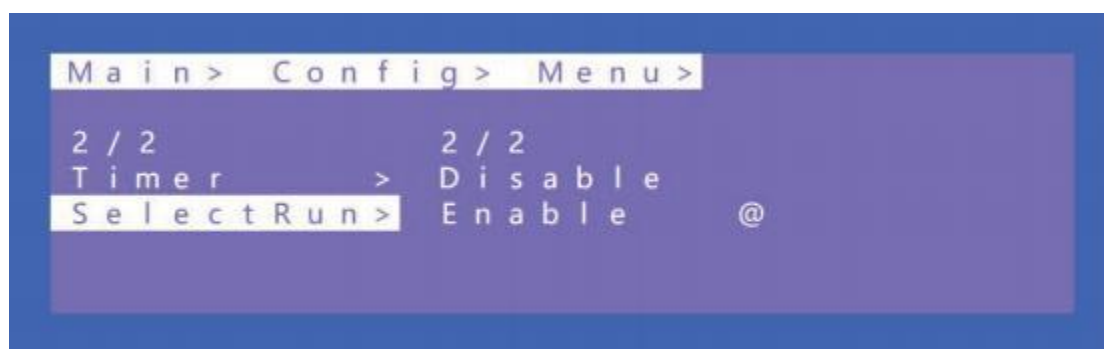 Main> Config> Menu>
2/2 2/2
Timer > Disable
SelectRun> Enable @